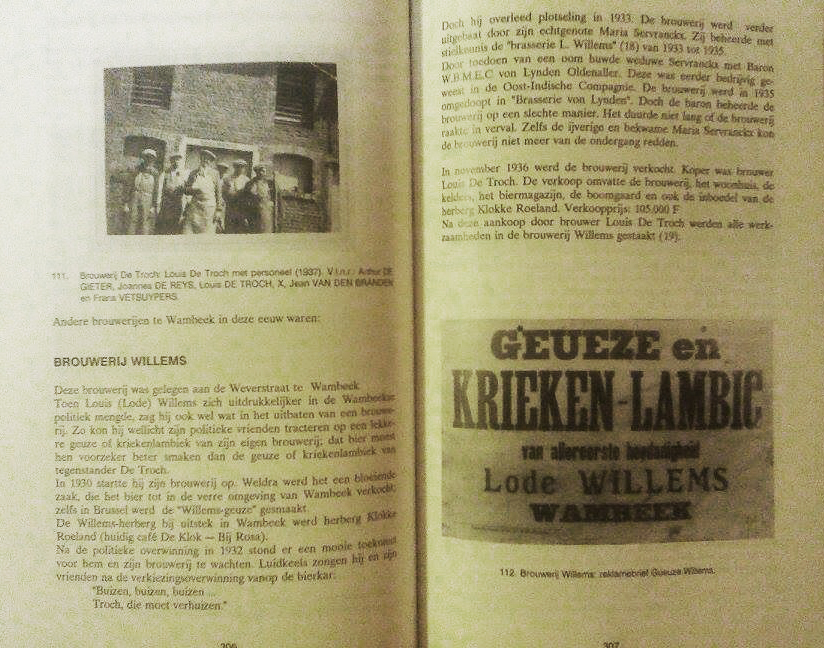 111. Brouwerij De Troch: Louis De Troch met personeel (1937). V.l.n.r.: Arthur DE
GIETER, Joannes DE REYS, Louis DE TROCH, X, Jean VAN DEN BRANDEN
en Frans VETSUYPERS.
Andere brouwerijen te Wambeek in deze eeuw waren:
BROUWERIJ WILLEMS
Deze brouwerij was gelegen aan de Weverstraat te Wambeek.
Toen Louis (Lode) Willems zich uitdrukkelijker in de Wambeekse
politiek mengde, zag hij ook wel wat in het uitbaten van een brouwe-
rij. Zo kon hij wellicht zijn politieke vrienden tracteren op een lekke-
re geuze of kriekenlambiek van zijn eigen brouwerij; dat bier moest
hen voorzeker beter smaken dan de geuze of kriekenlambiek van
tegenstander De Troch.
In 1930 startte hij zijn brouwerij op. Weldra werd het een bloeiende
zaak, die het bier tot in de verre omgeving van Wambeek verkocht;
zelfs in Brussel werd de "Willems-geuze" gesmaakt
De Willems-herberg bij uitstek in Wambeek werd herberg Klokke
Roeland (huidig café De Klok — Bij Rosa).
Na de politieke overwinning in 1932 stond er een mooie toekomst
voor hem en zijn brouwerij te wachten. Luidkeels zongen hij en zijn
vrienden na de verkiezingsoverwinning vanop de bierkar:
"Buizen, buizen, buizen ...
Troch, die moet verhuizen."
306
Doch hij overleed plotseling in 1933. De brouwerij werd verder
uitgebaat door zijn echtgenote Maria Servranckx. Zij beheerde met
stielkennis de "brasserie L. Willems" (18) van 1933 tot 1935.
Door toedoen van een oom huwde weduwe Servranckx met Baron
W.B.M.E.C. von Lynden Oldenaller. Deze was eerder bedrijvig ge-
weest in de Oost-Indische Compagnie. De brouwerij werd in 1935
omgedoopt in "Brasserie von Lynden". Doch de baron beheerde de
brouwerij op een slechte manier. Het duurde niet lang of de brouwerij
raakte in verval. Zelfs de ijverige en bekwame Maria Servranckx kon
de brouwerij niet meer van de ondergang redden.
In november 1936 werd de brouwerij verkocht. Koper was brouwer
Louis De Troch. De verkoop omvatte de brouwerij, het woonhuis, de
kelders, het biermagazijn, de boomgaard en ook de inboedel van de
herberg Klokke Roeland. Verkoopprijs: 105.000 F
Na deze aankoop door brouwer Louis De Troch werden alle werk-
zaamheden in de brouwerij Willems gestaakt (19).
GEUEZE en
KRIEKEN-LAMBIC
van allereerste hoedanigheid
Lode WILLEMS
WAMBEEK
112. Brouwerij Willems: reklamebrief Gueuze Willems.
307